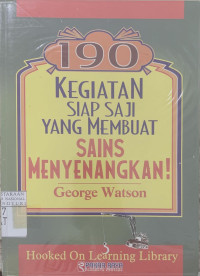 190
KEGIATAN
SIAP SAJI
YANG MEMBUAT
SAINS
MENYENANGKAN!
George Watson
Hooked On Learning Library